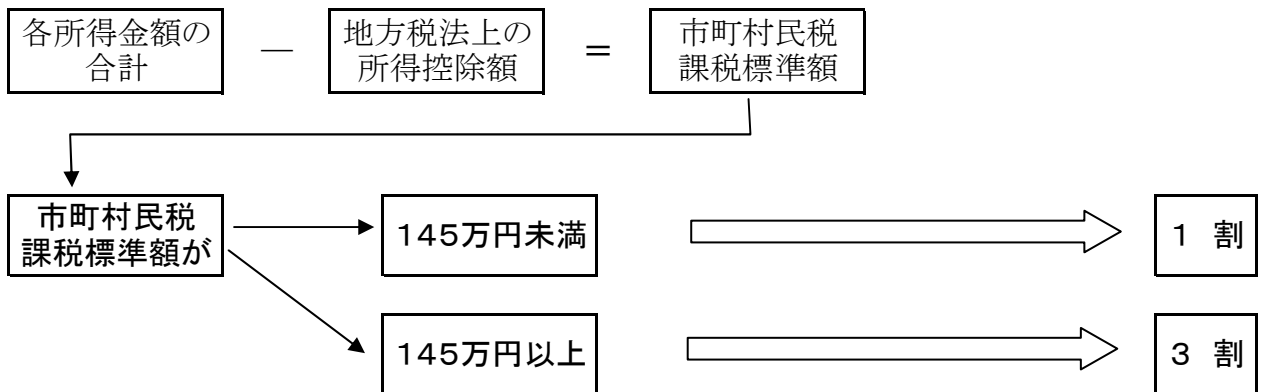 各所得金額の
合計
―
地方税法上の
所得控除額
=
市町村民税
課税標準額
市町村民税
課税標準額が
145万円未満
1 割
145万円以上
3 割